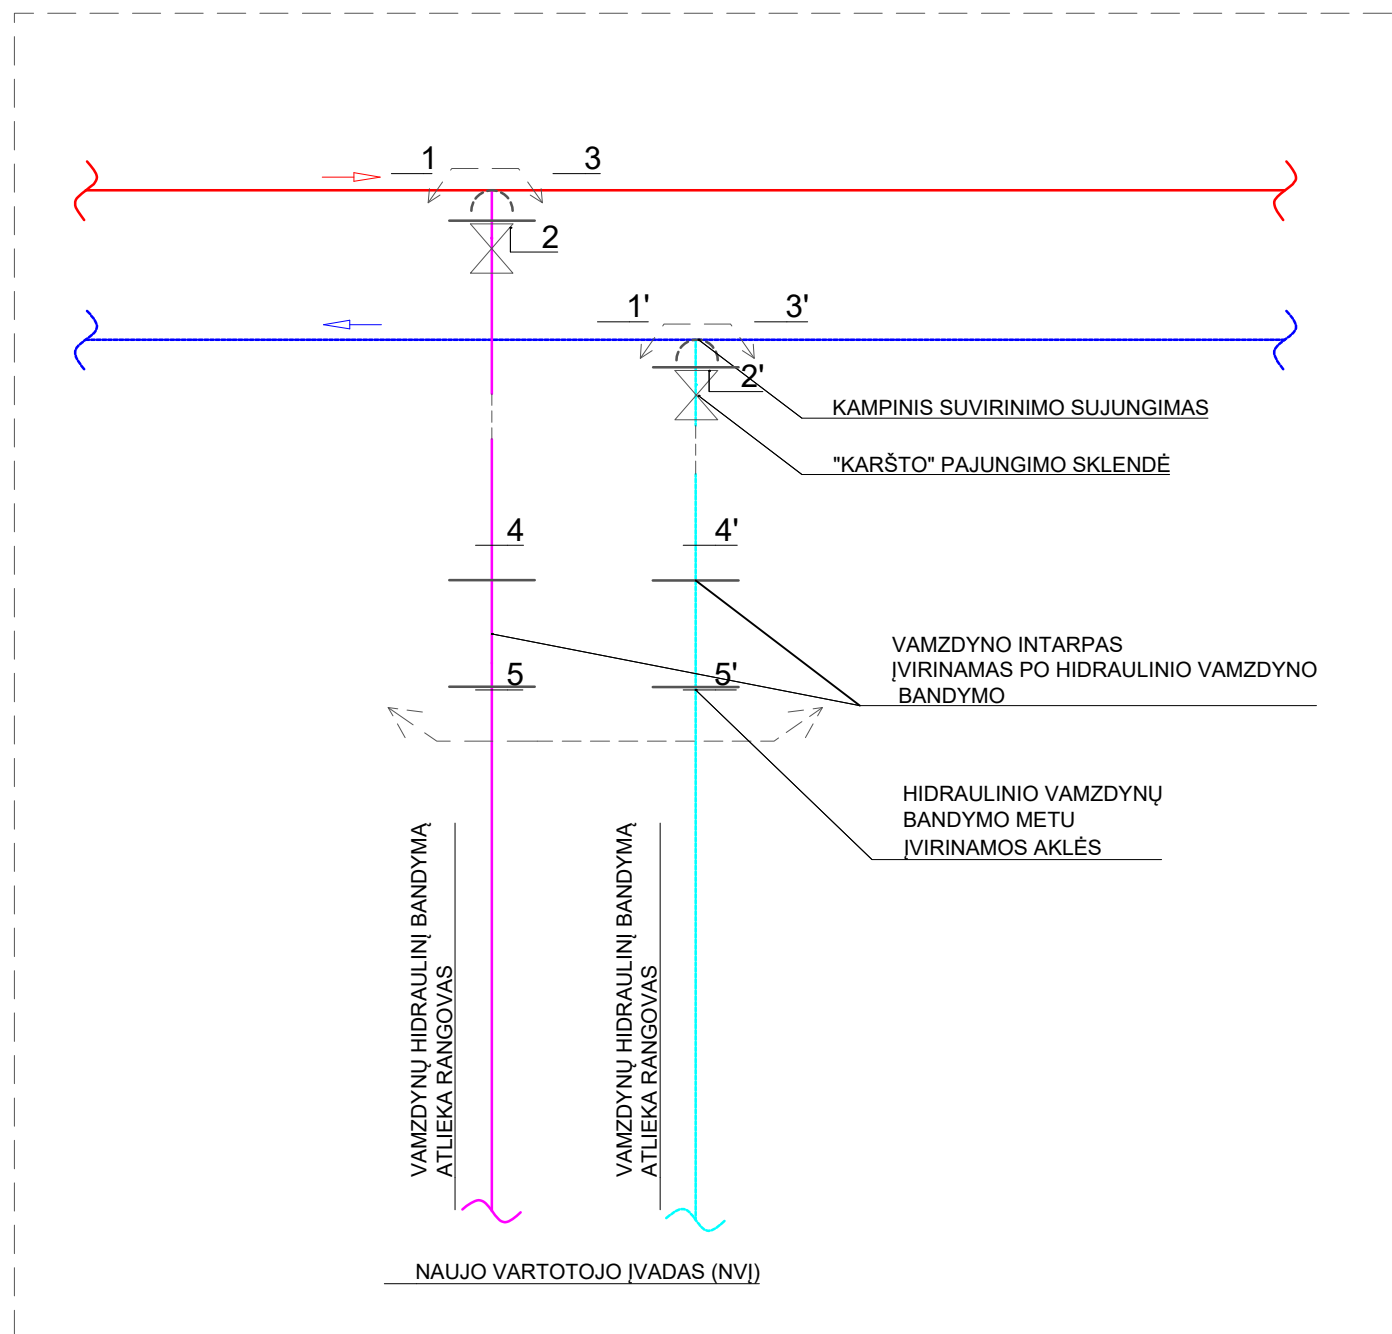 1
3
2
1'
3'
2'
KAMPINIS SUVIRINIMO SUJUNGIMAS
"KARŠTO" PAJUNGIMO SKLENDĖ
4
4'
VAMZDYNO INTARPAS
ĮVIRINAMAS PO HIDRAULINIO VAMZDYNO
BANDYMO
5
5'
HIDRAULINIO VAMZDYNŲ
BANDYMO METU
ĮVIRINAMOS AKLĖS
VAMZDYNŲ HIDRAULINĮ BANDYMĄ
ATLIEKA RANGOVAS
VAMZDYNŲ HIDRAULINĮ BANDYMĄ
ATLIEKA RANGOVAS
NAUJO VARTOTOJO ĮVADAS (NVĮ)